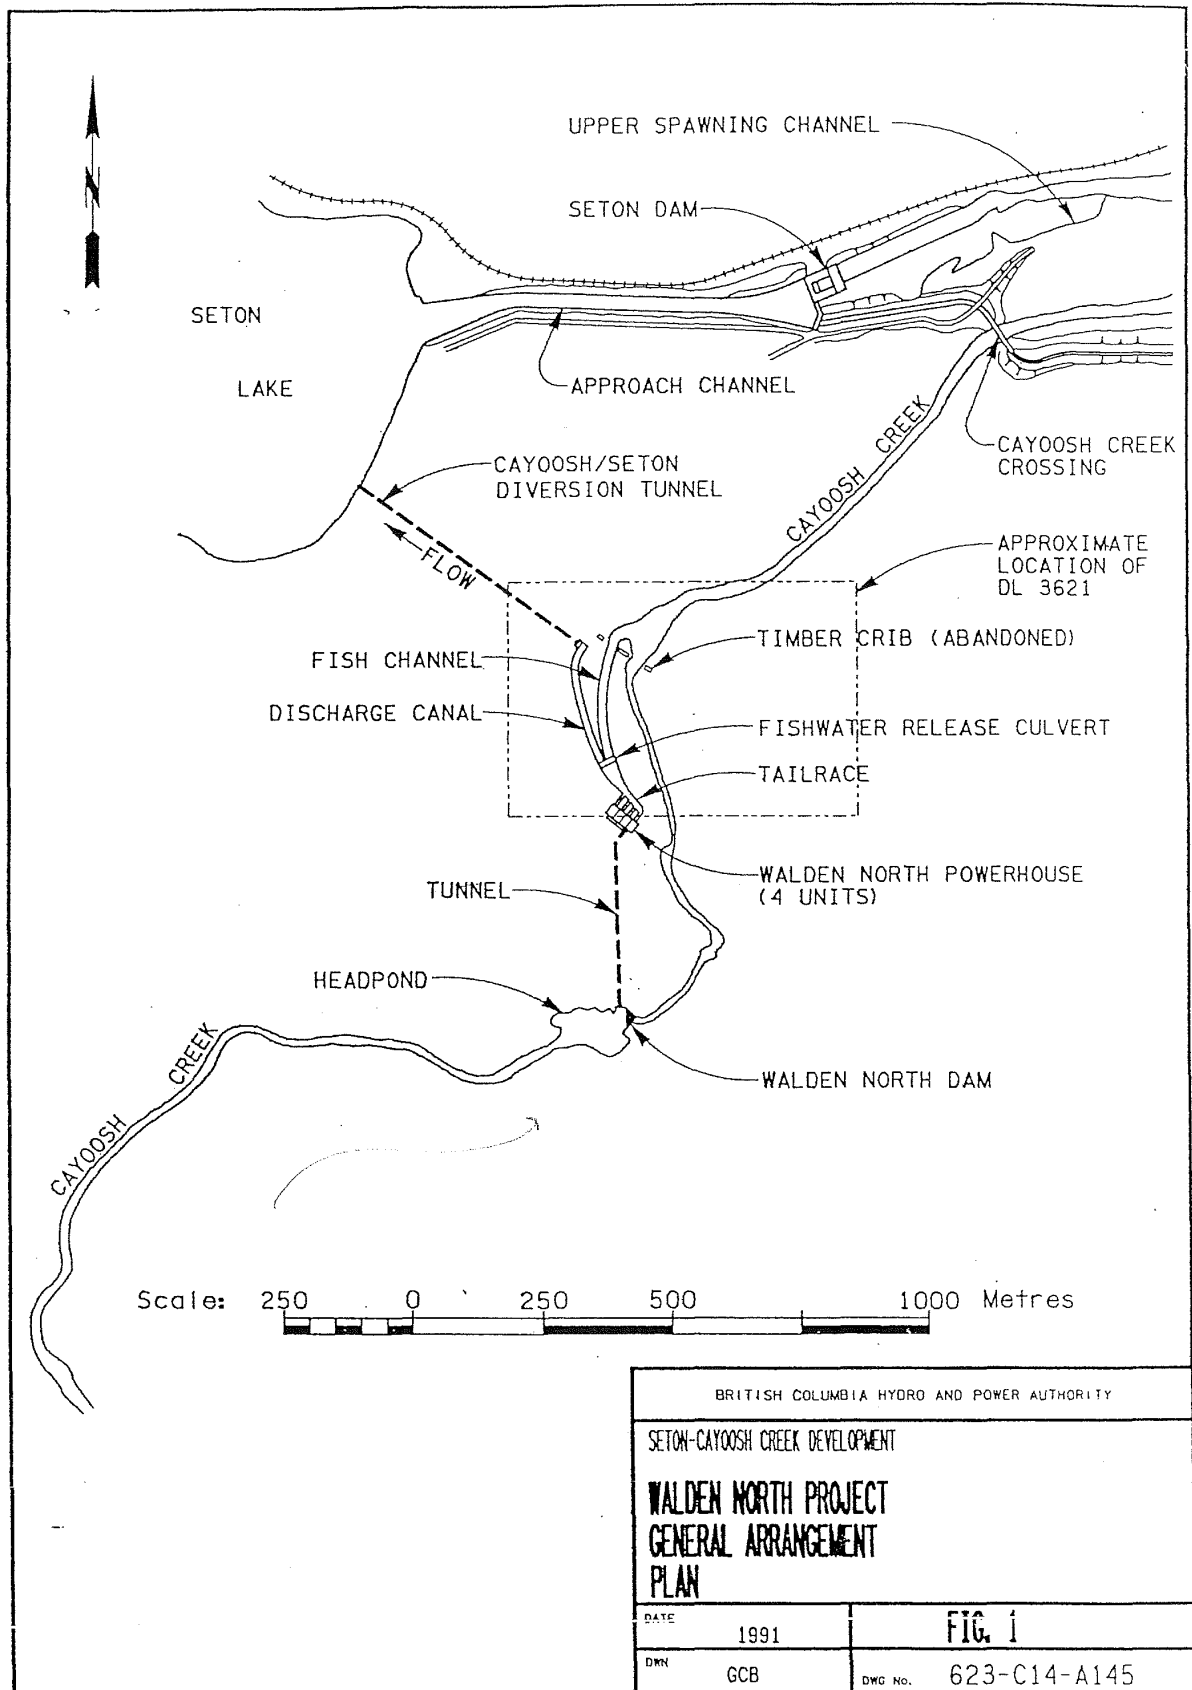 UPPER SPAWNING CHANNEL
N
SETON DAM
SETON
LAKE
APPROACH CHANNEL
CAYOOSH CREEK
CAYOOSH CREEK
CROSSING
CAYOOSH/SETON
DIVERSION TUNNEL
FLOW
APPROXIMATE
LOCATION OF
DL 3621
TIMBER CRIB (ABANDONED)
FISH CHANNEL
DISCHARGE CANAL
FISHWATER RELEASE CULVERT
TAILRACE
WALDEN NORTH POWERHOUSE
(4 UNITS)
TUNNEL
HEADPOND
WALDEN NORTH DAM
CAYOOSH CREEK
Scale: 250 0 250 500 1000 Metres
BRITISH COLUMBIA HYDRO AND POWER AUTHORITY
SETON-CAYOOSH CREEK DEVELOPMENT
WALDEN NORTH PROJECT
GENERAL ARRANGEMENT
PLAN
DATE 1991
FIG. 1
DWN GCB
DWG No. 623-C14-A145